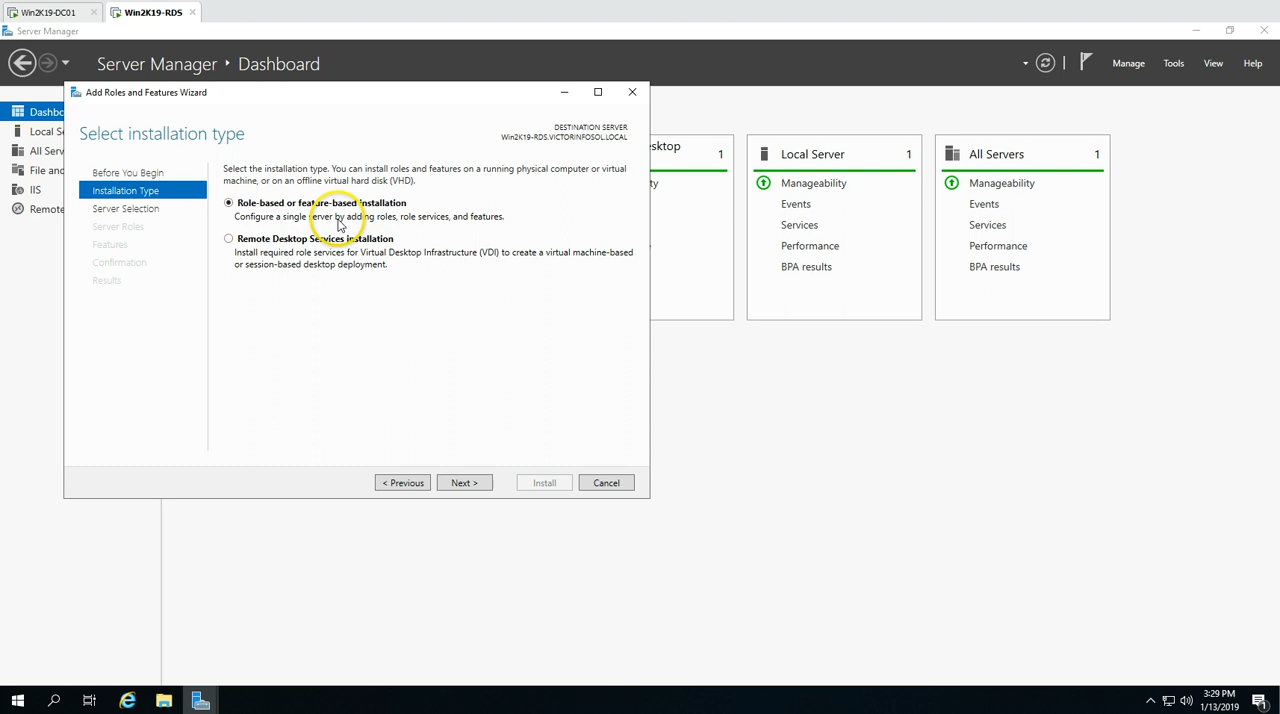 Win2K19-DC01
Win2K19-RDS
Server Manager
Server Manager • Dashboard
Manage
Tools
View
Help
Dashbo
Local Se
All Serv
File and
IIS
Remote
Add Roles and Features Wizard
Select installation type
DESTINATION SERVER
Win2K19-RDS.VICTORINFOSOL.LOCAL
Before You Begin
Installation Type
Server Selection
Server Roles
Features
Confirmation
Results
Select the installation type. You can install roles and features on a running physical computer or virtual
machine, or on an offline virtual hard disk (VHD).
Role-based or feature-based installation
Configure a single server by adding roles, role services, and features.
Remote Desktop Services installation
Install required role services for Virtual Desktop Infrastructure (VDI) to create a virtual machine-based
or session-based desktop deployment.
< Previous
Next >
Install
Cancel
sktop
1
ty
Local Server
1
Manageability
Events
Services
Performance
BPA results
All Servers
1
Manageability
Events
Services
Performance
BPA results
3:29 PM
1/13/2019
1